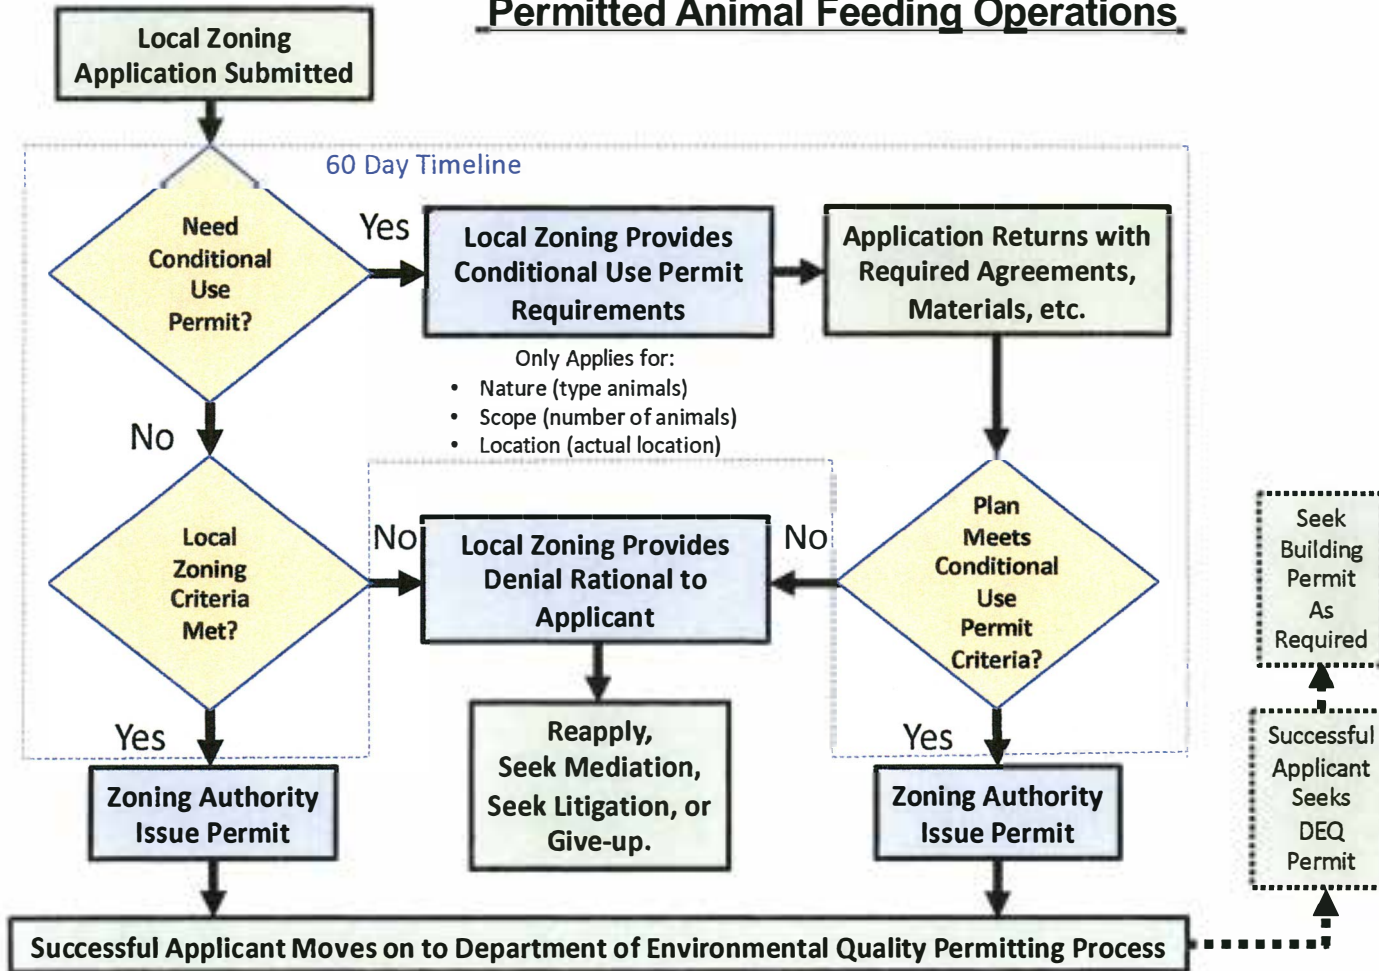 Permitted Animal Feeding Operations
Local Zoning
Application Submitted
60 Day Timeline
Need
Conditional
Use
Permit?
Yes
Local Zoning Provides
Conditional Use Permit
Requirements
Application Returns with
Required Agreements,
Materials, etc.
Only Applies for:
• Nature (type animals)
• Scope (number of animals)
• Location (actual location)
No
Local
Zoning
Criteria
Met?
No
Local Zoning Provides
Denial Rational to
Applicant
No
Plan
Meets
Conditional
Use
Permit
Criteria?
Yes
Zoning Authority
Issue Permit
Reapply,
Seek Mediation,
Seek Litigation, or
Give-up.
Yes
Zoning Authority
Issue Permit
Successful Applicant Moves on to Department of Environmental Quality Permitting Process
Successful
Applicant
Seeks
DEQ
Permit
Seek
Building
Permit
As
Required